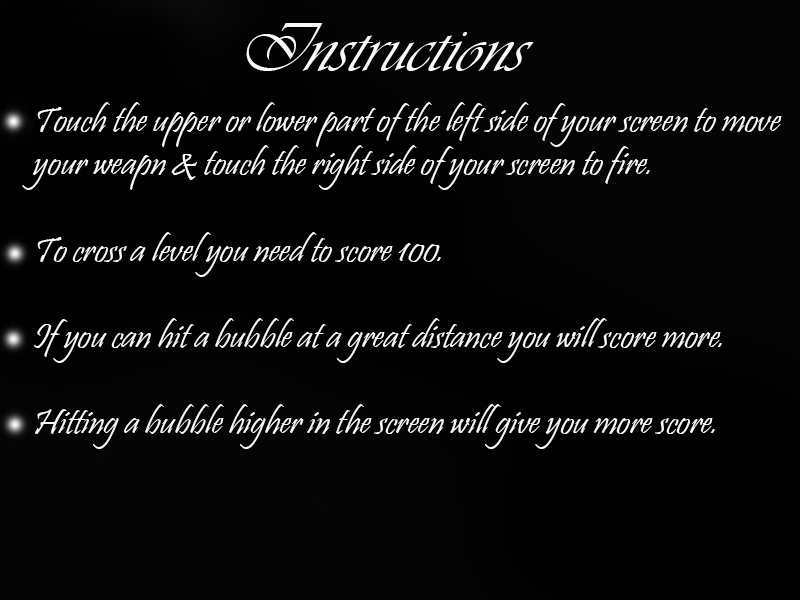 Instructions
Touch the upper or lower part of the left side of your screen to move
your weapn & touch the right side of your screen to fire.
To cross a level you need to score 100.
If you can hit a bubble at a great distance you will score more.
Hitting a bubble higher in the screen will give you more score.